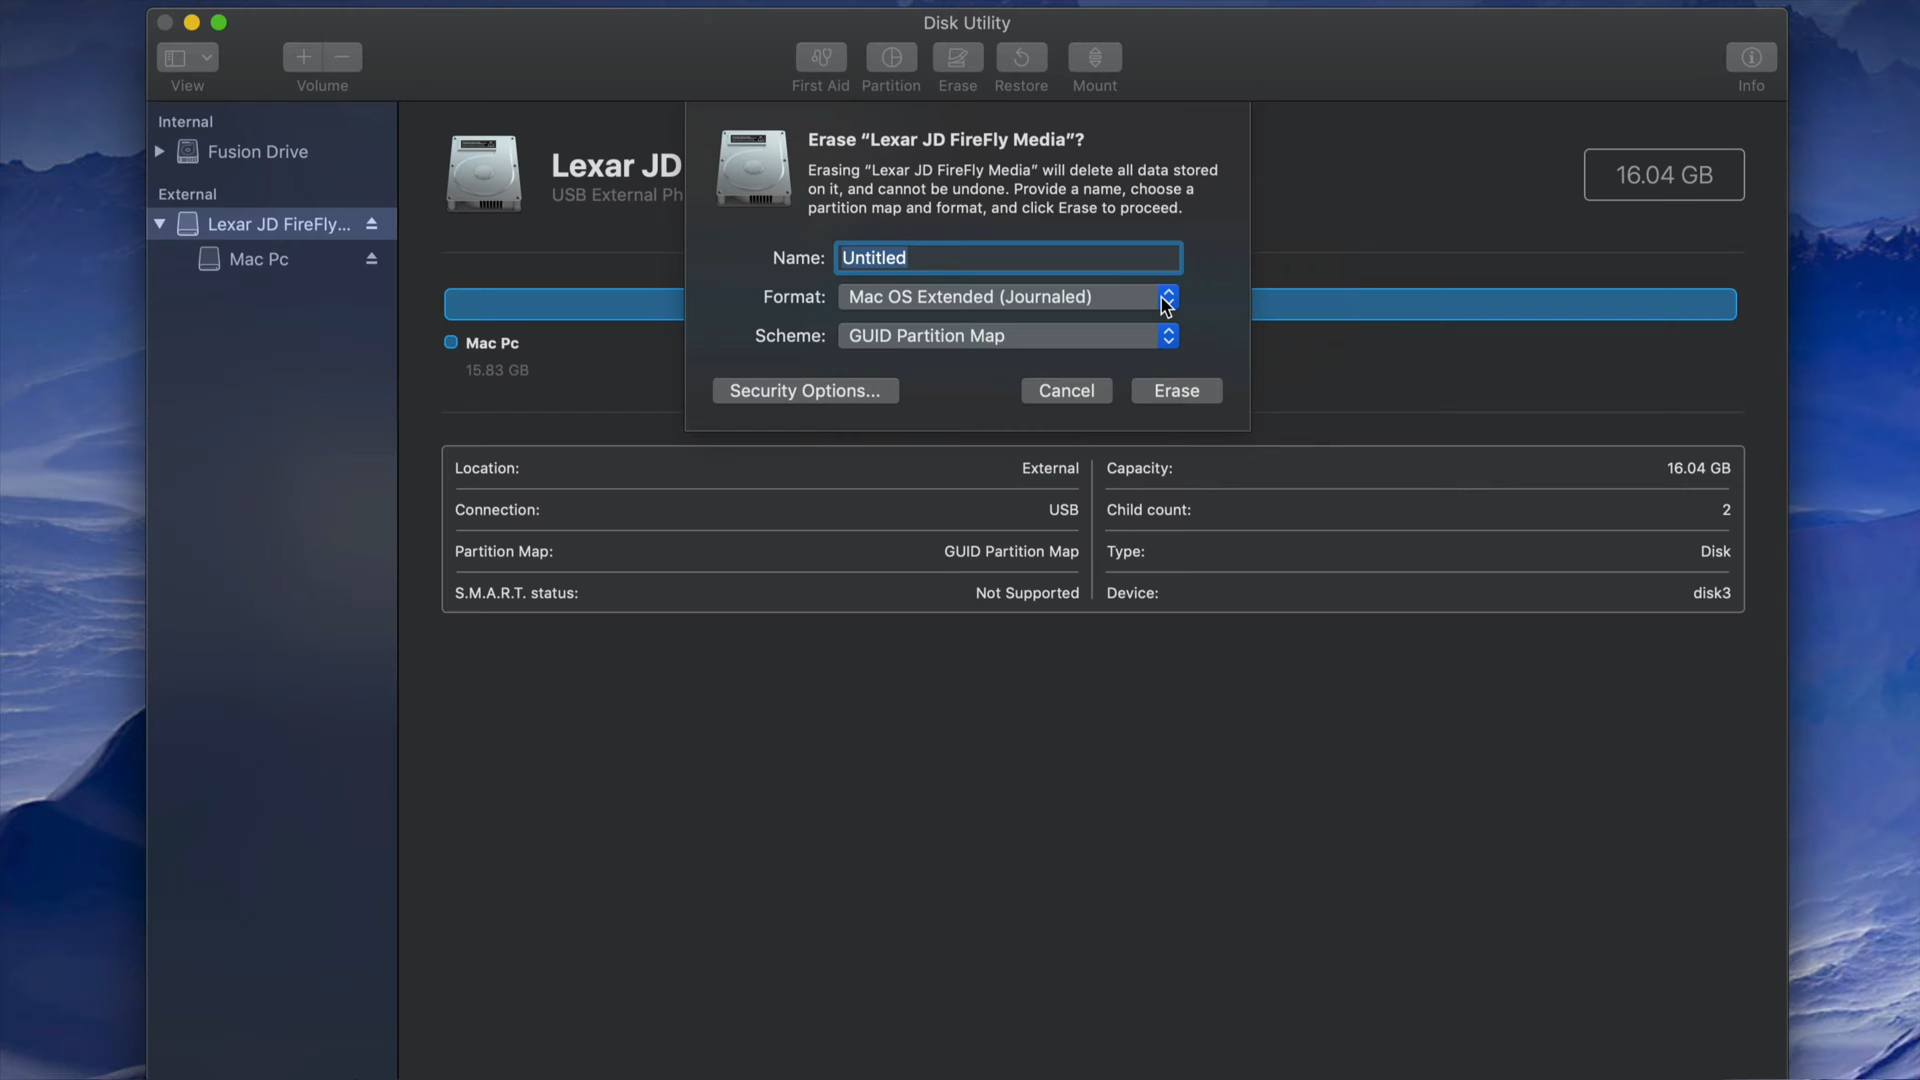 Disk Utility
View
Volume
First Aid
Partition
Erase
Restore
Mount
Info
Internal
Fusion Drive
External
Lexar JD FireFly...
Mac Pc
Lexar JD
USB External Ph
16.04 GB
Erase “Lexar JD FireFly Media”?
Erasing “Lexar JD FireFly Media” will delete all data stored
on it, and cannot be undone. Provide a name, choose a
partition map and format, and click Erase to proceed.
Name: Untitled
Format: Mac OS Extended (Journaled)
Scheme: GUID Partition Map
Security Options...
Cancel
Erase
Mac Pc
15.83 GB
Location: External
Capacity: 16.04 GB
Connection: USB
Child count: 2
Partition Map: GUID Partition Map
Type: Disk
S.M.A.R.T. status: Not Supported
Device: disk3